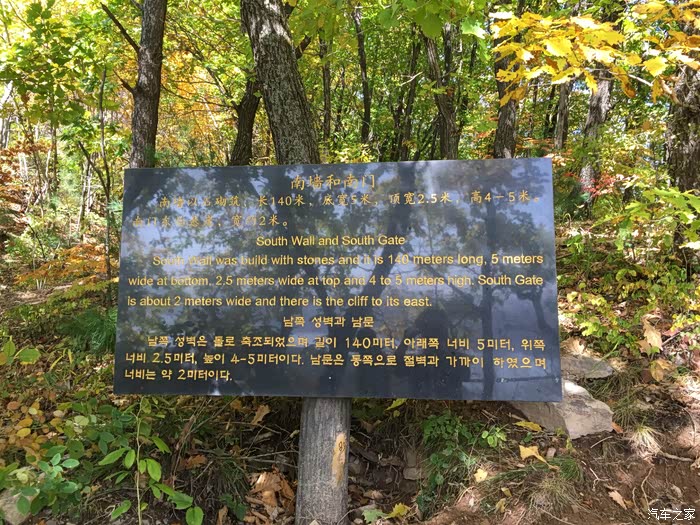 南墙和南门
南墙以石砌筑，长140米，底宽5米，顶宽2.5米，高4－5米。
南门东为悬崖，宽约2米。
South Wall and South Gate
South Wall was build with stones and it is 140 meters long, 5 meters
wide at bottom, 2.5 meters wide at top and 4 to 5 meters high. South Gate
is about 2 meters wide and there is the cliff to its east.
남쪽 성벽과 남문
남쪽 성벽은 돌로 축조되였으며 길이 140미터, 아래쪽 너비 5미터, 위쪽
너비 2.5미터, 높이 4-5미터이다. 남문은 동쪽으로 절벽과 가까이 하였으며
너비는 약 2미터이다.
汽车之家